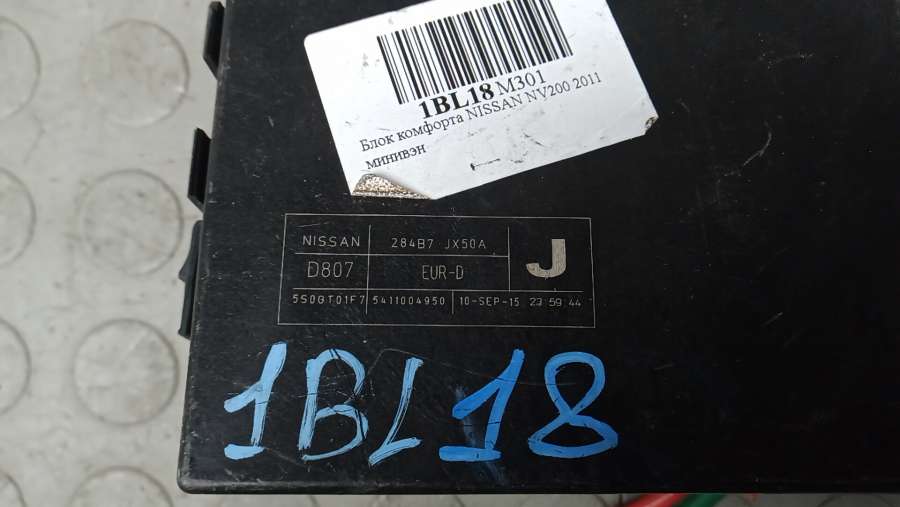 1BL18 M301
Блок комфорта NISSAN NV200 2011
минивэн
NISSAN 284B7 JX50A J
D807 EUR-D
5S0GT01F7 5411004950 10-SEP-15 23 59 44
1BL18